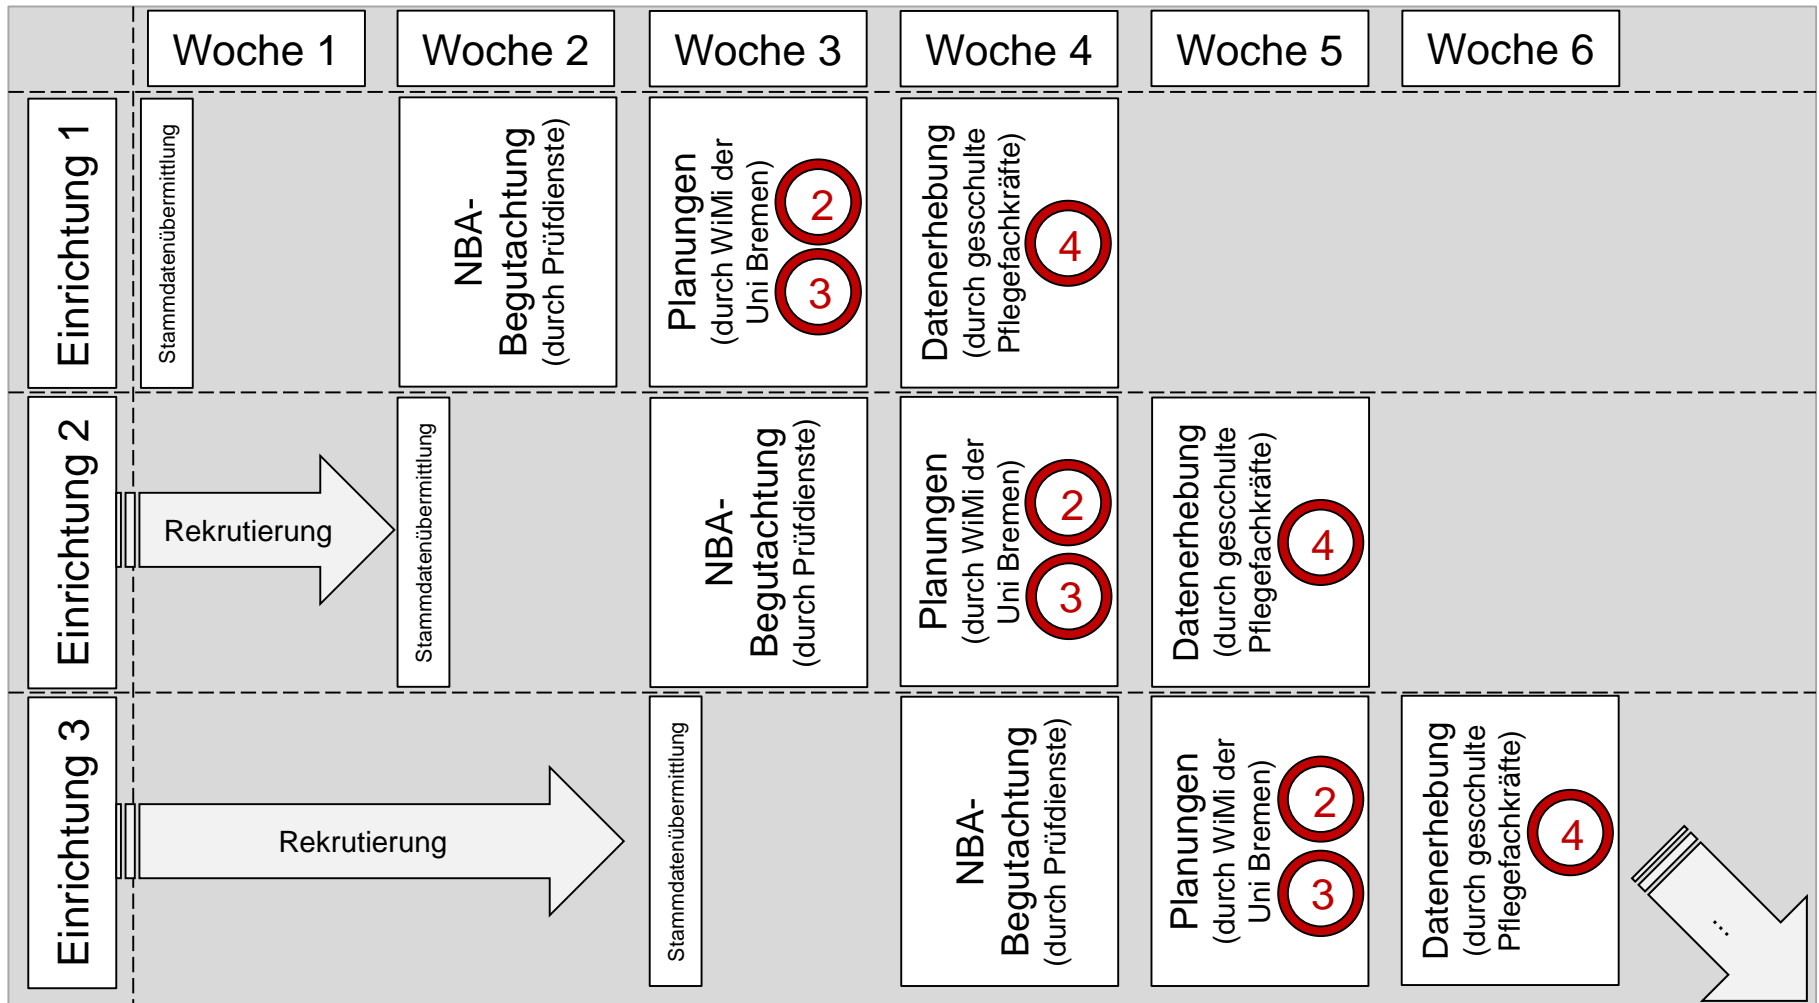 Woche 1
Woche 2
Woche 3
Woche 4
Woche 5
Woche 6
Einrichtung 1
Stammdatenübermittlung
NBA-
Begutachtung
(durch Prüfdienste)
Planungen
(durch WiMi der
Uni Bremen)
2
3
Datenerhebung
(durch gescchulte
Pflegefachkräfte)
4
Einrichtung 2
Rekrutierung
Stammdatenübermittlung
NBA-
Begutachtung
(durch Prüfdienste)
Planungen
(durch WiMi der
Uni Bremen)
2
3
Datenerhebung
(durch geschulte
Pflegefachkräfte)
4
Einrichtung 3
Rekrutierung
Stammdatenübermittlung
NBA-
Begutachtung
(durch Prüfdienste)
Planungen
(durch WiMi der
Uni Bremen)
2
3
Datenerhebung
(durch gescchulte
Pflegefachkräfte)
4
...